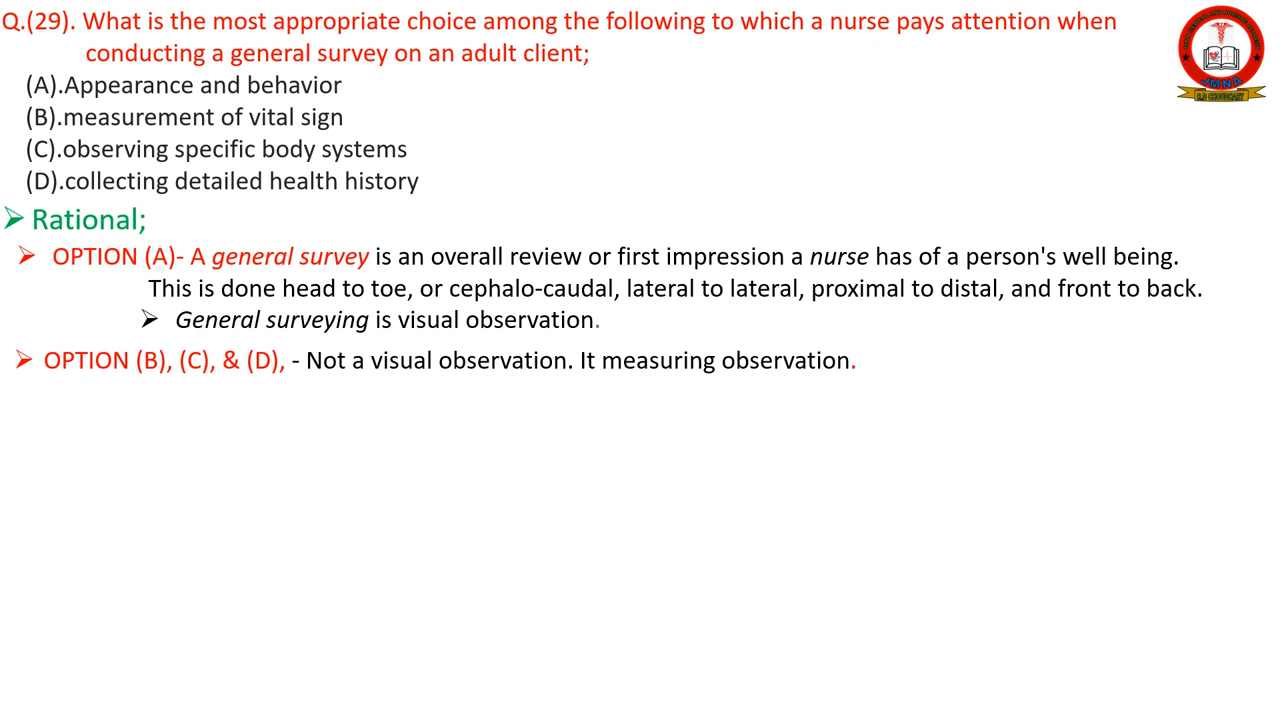 Q.(29). What is the most appropriate choice among the following to which a nurse pays attention when
conducting a general survey on an adult client;
(A).Appearance and behavior
(B).measurement of vital sign
(C).observing specific body systems
(D).collecting detailed health history
➢ Rational;
➢ OPTION (A)- A general survey is an overall review or first impression a nurse has of a person's well being.
This is done head to toe, or cephalo-caudal, lateral to lateral, proximal to distal, and front to back.
➢ General surveying is visual observation.
➢ OPTION (B), (C), & (D), - Not a visual observation. It measuring observation.
JMNA